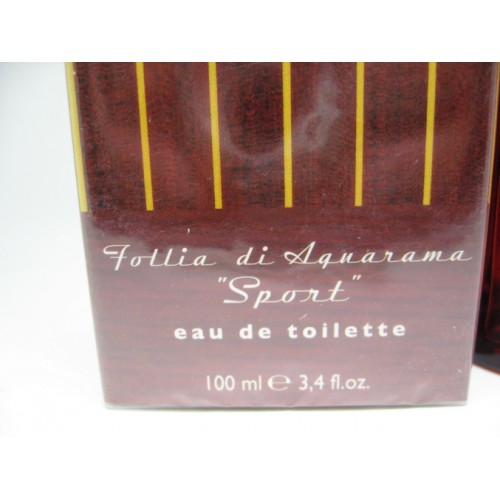 Follia di Aquarama
"Sport"
eau de toilette
100 ml ℮ 3,4 fl.oz.